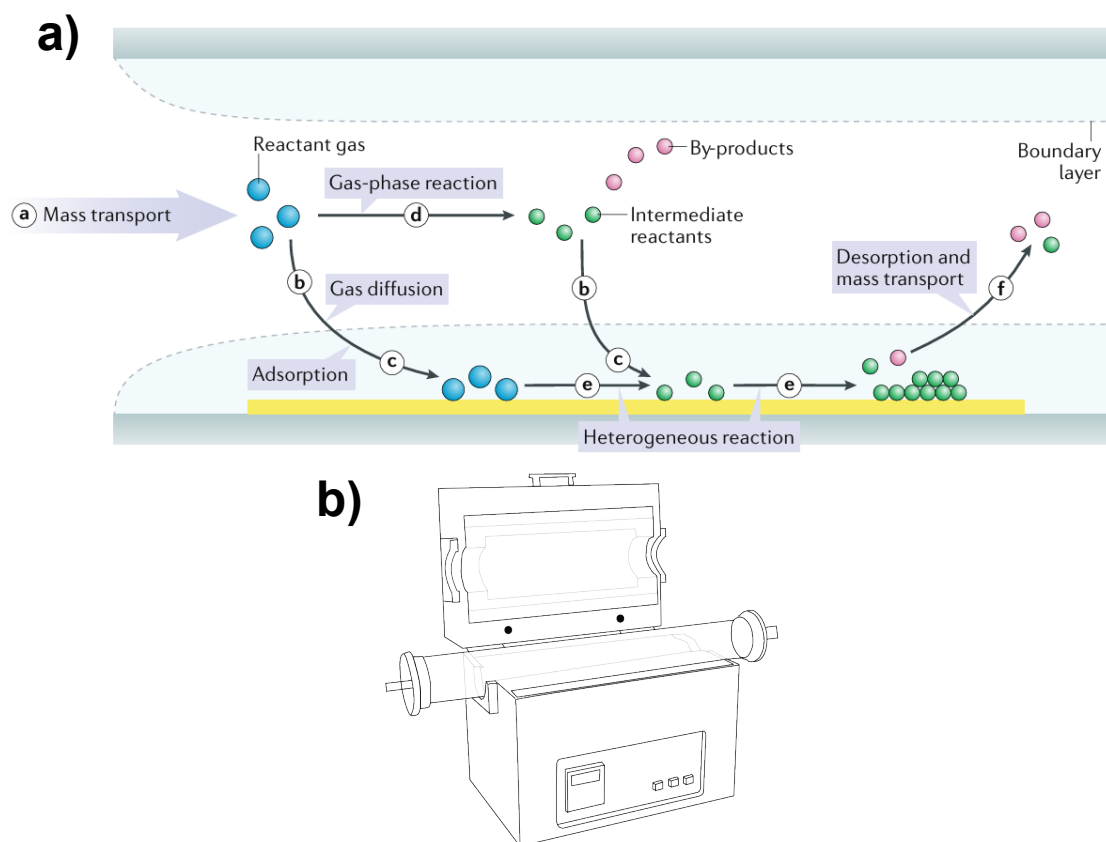 a)
Reactant gas
By-products
Boundary
layer
Gas-phase reaction
a Mass transport
d
Intermediate
reactants
b
Gas diffusion
b
Desorption and
mass transport
f
Adsorption
c
c
e
e
Heterogeneous reaction
b)